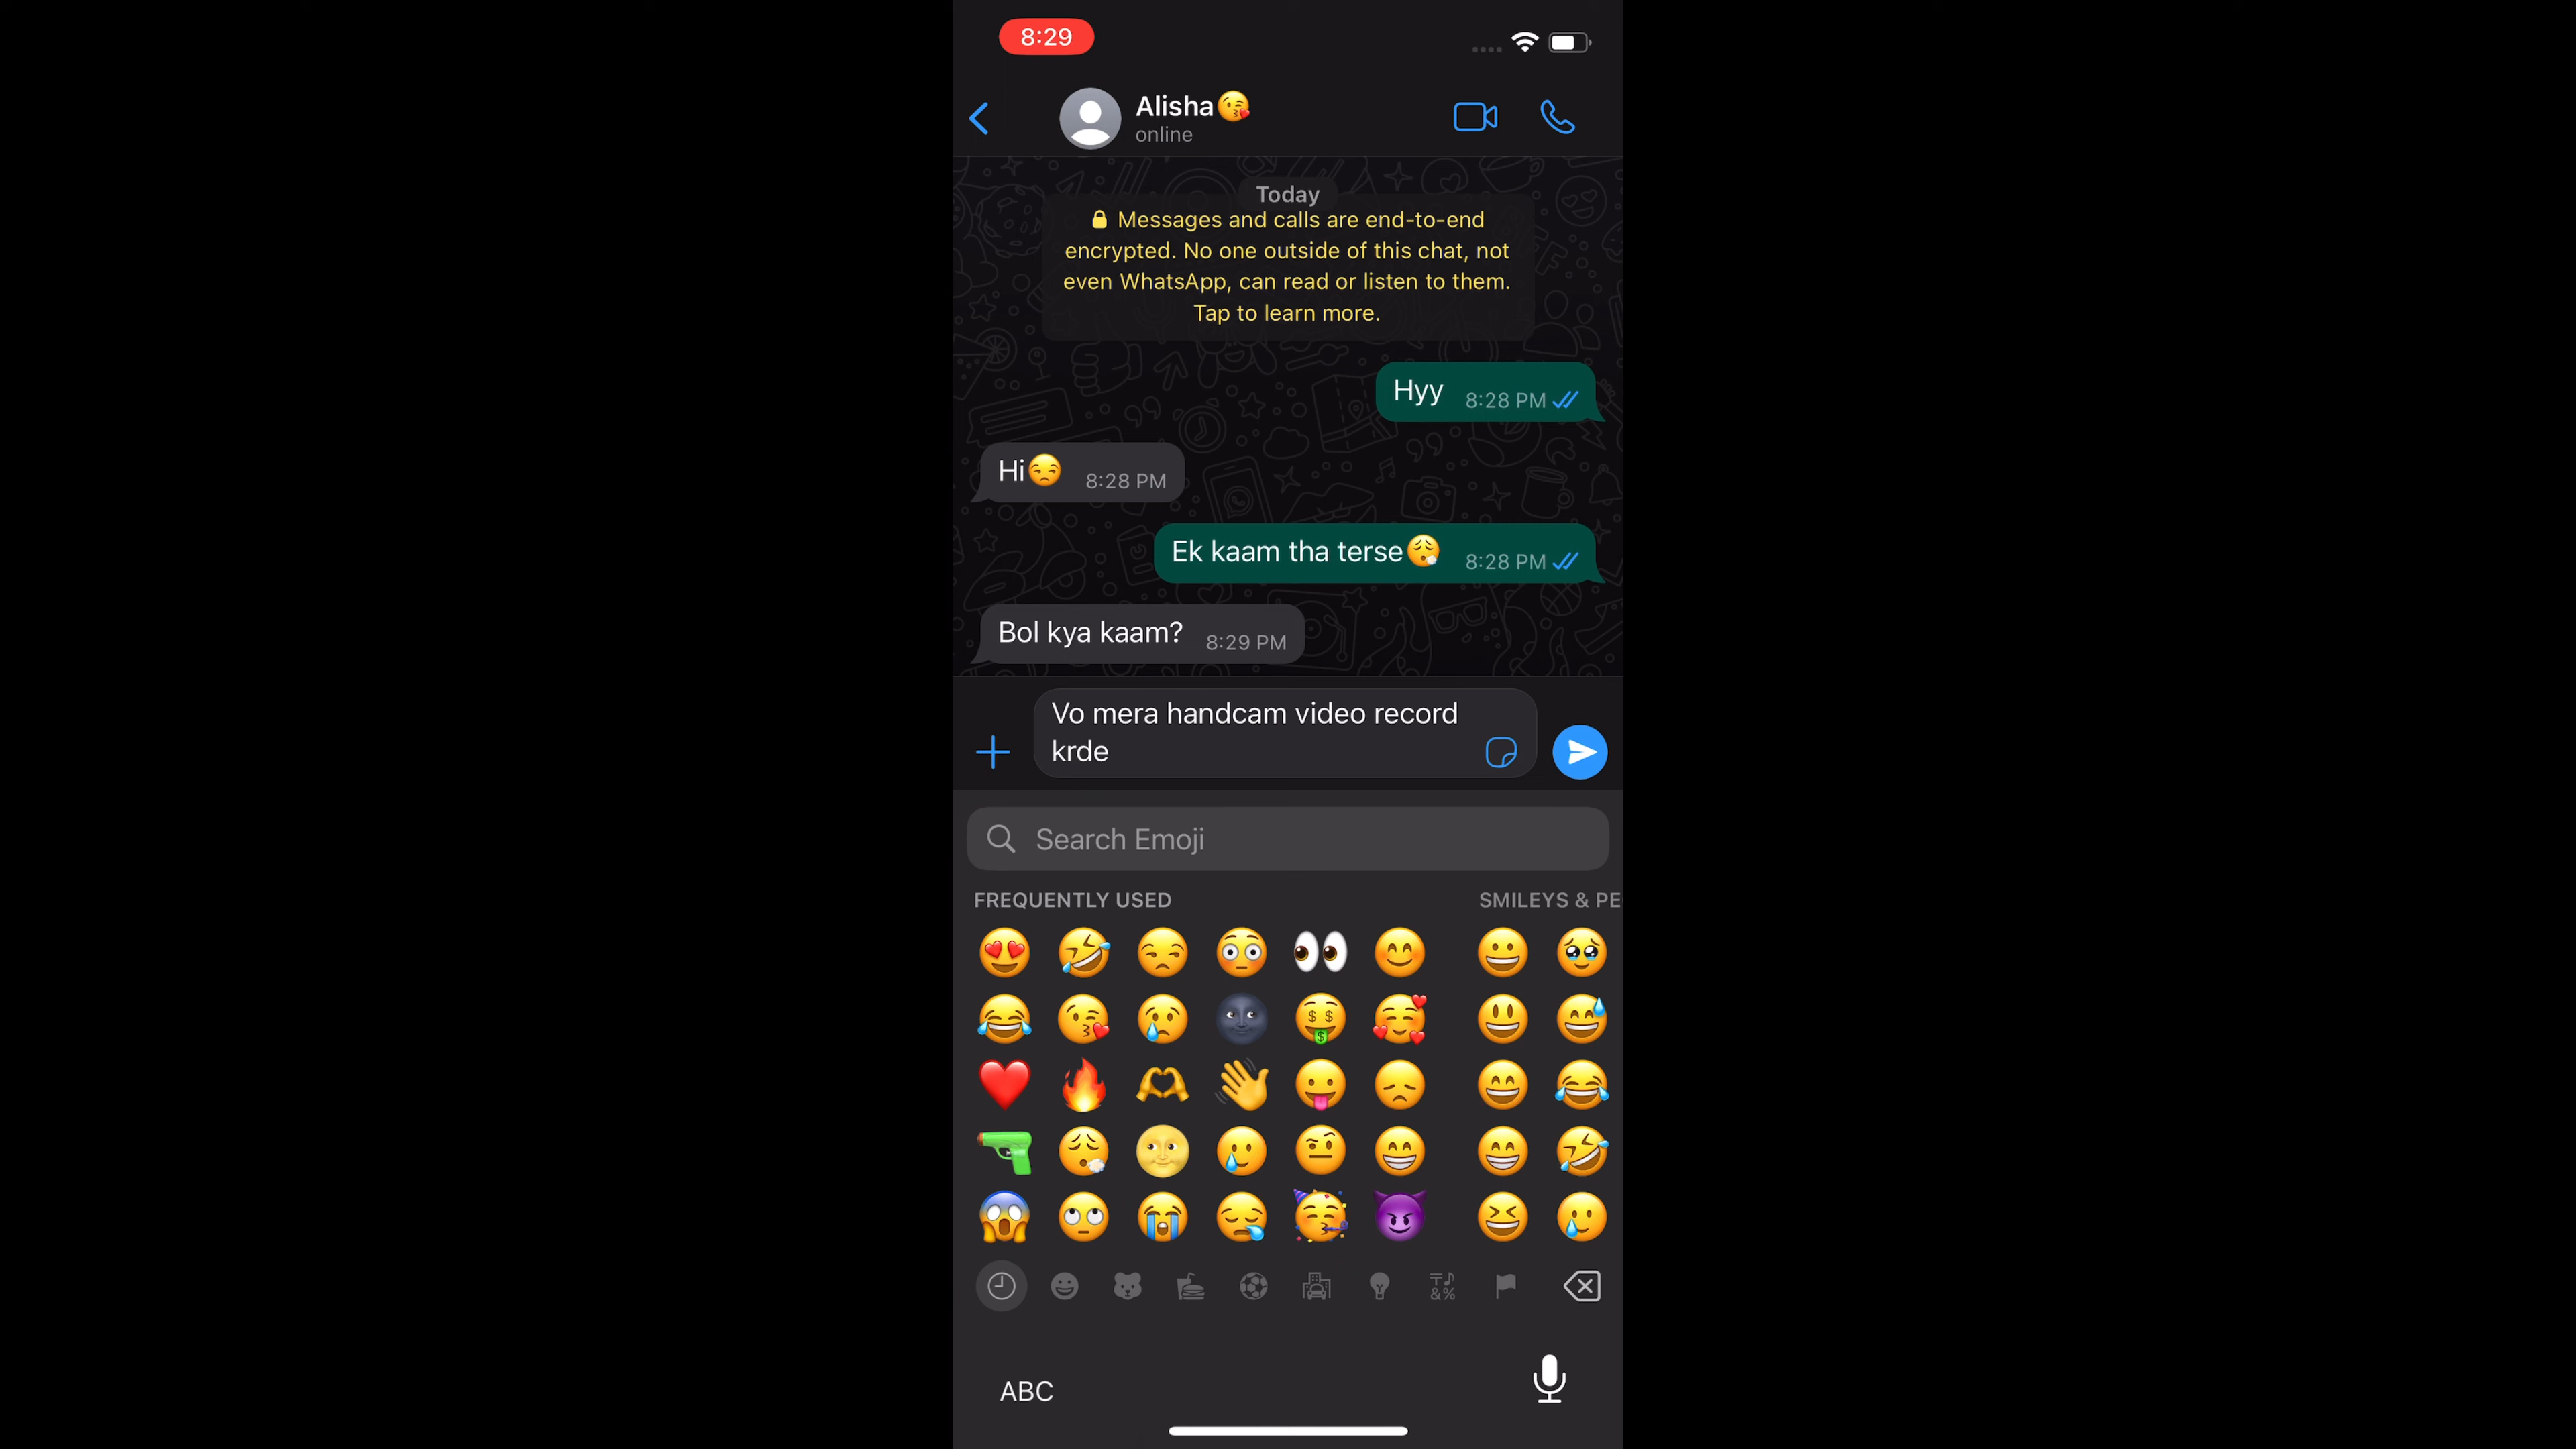 8:29
Alisha😘
online
Today
🔒 Messages and calls are end-to-end
encrypted. No one outside of this chat, not
even WhatsApp, can read or listen to them.
Tap to learn more.
Hyy 8:28 PM
Hi😒 8:28 PM
Ek kaam tha terse😮‍💨 8:28 PM
Bol kya kaam? 8:29 PM
Vo mera handcam video record
krde
Search Emoji
FREQUENTLY USED SMILEYS & PE
ABC